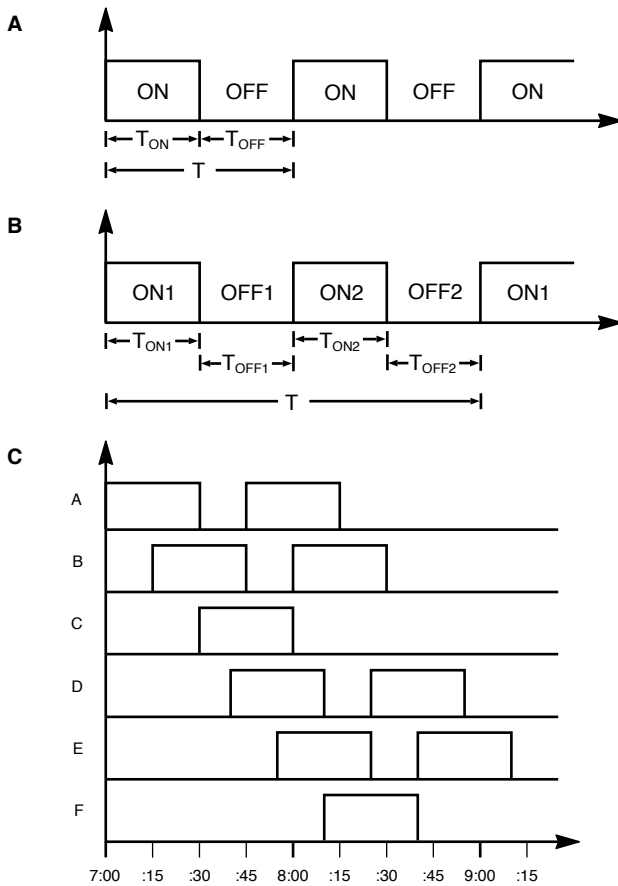 A
ON OFF ON OFF ON
TON TOFF
T
B
ON1 OFF1 ON2 OFF2 ON1
TON1 TON2
TOFF1 TOFF2
T
C
A
B
C
D
E
F
7:00 :15 :30 :45 8:00 :15 :30 :45 9:00 :15